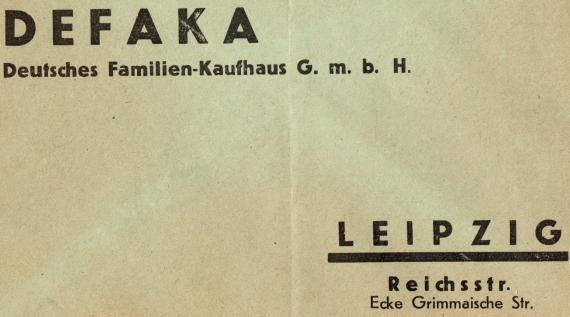 DEFAKA
Deutsches Familien-Kaufhaus G. m. b. H.
LEIPZIG
Reichsstr.
Ecke Grimmaische Str.